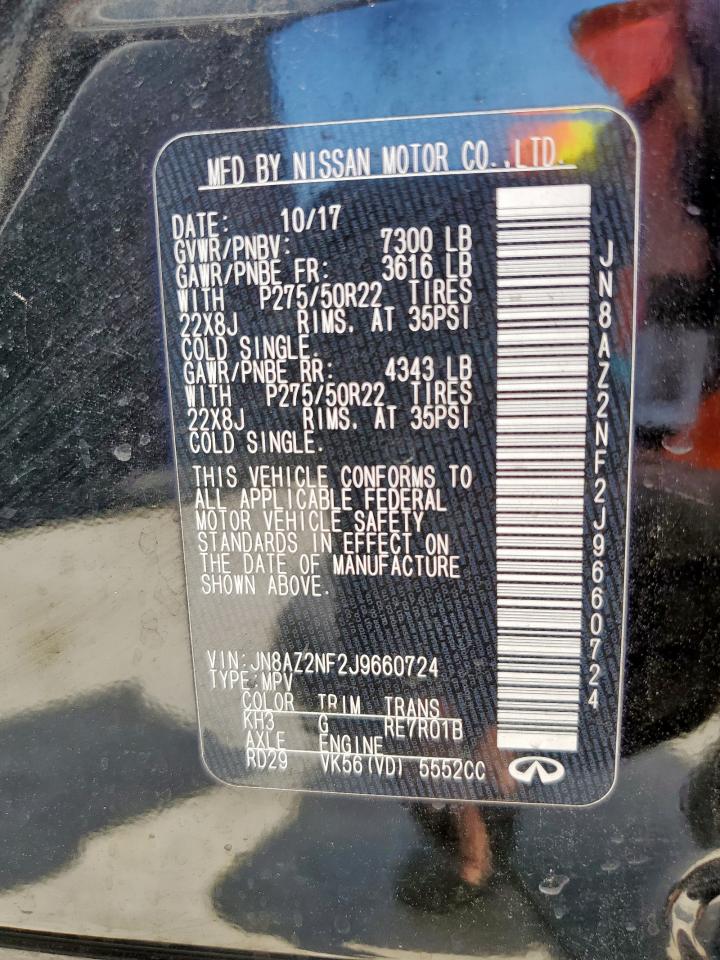 MFD BY NISSAN MOTOR CO.,LTD.
DATE: 10/17
GVWR/PNBV: 7300 LB
GAWR/PNBE FR: 3616 LB
WITH P275/50R22 TIRES
22X8J RIMS. AT 35PSI
COLD SINGLE.
GAWR/PNBE RR: 4343 LB
WITH P275/50R22 TIRES
22X8J RIMS. AT 35PSI
COLD SINGLE.
THIS VEHICLE CONFORMS TO
ALL APPLICABLE FEDERAL
MOTOR VEHICLE SAFETY
STANDARDS IN EFFECT ON
THE DATE OF MANUFACTURE
SHOWN ABOVE.
VIN:JN8AZ2NF2J9660724
TYPE:MPV
COLOR TRIM TRANS
KH3 G RE7R01B
AXLE ENGINE
RD29 VK56(VD) 5552CC
JN8AZ2NF2J9660724